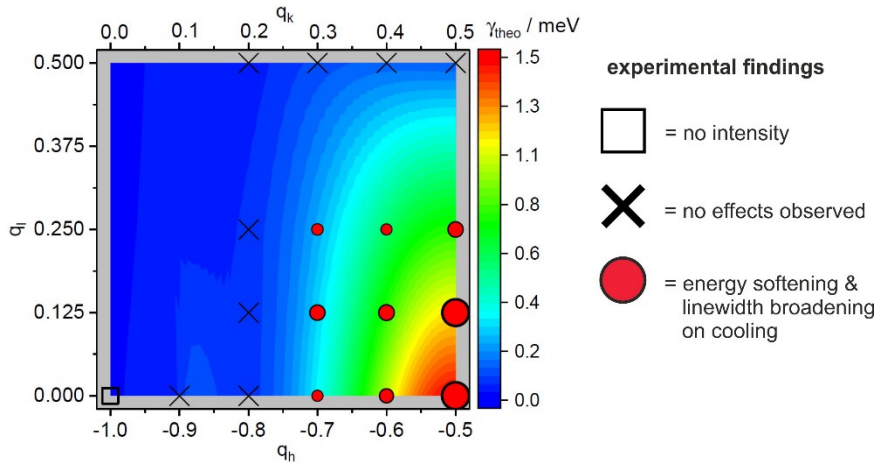 q_k
0.0 0.1 0.2 0.3 0.4 0.5
γ_theo / meV
0.500
0.375
0.250
0.125
0.000
q_l
-1.0 -0.9 -0.8 -0.7 -0.6 -0.5
q_h
1.5
1.3
1.1
1.0
0.8
0.6
0.4
0.2
0.0
experimental findings
= no intensity
= no effects observed
= energy softening &
linewidth broadening
on cooling